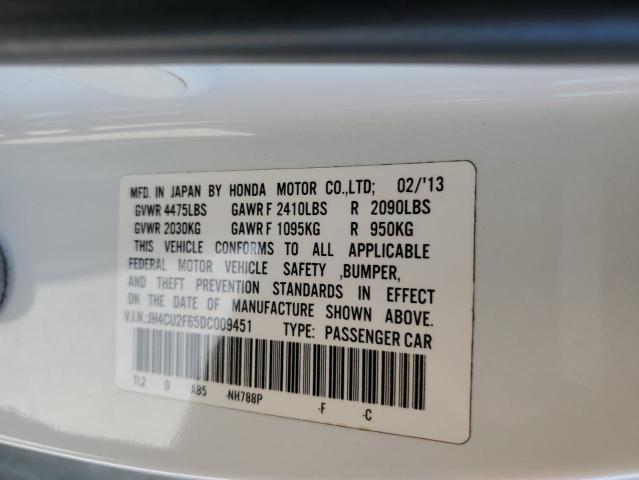 MFD. IN JAPAN BY HONDA MOTOR CO.,LTD; 02/'13
GVWR 4475LBS GAWR F 2410LBS R 2090LBS
GVWR 2030KG GAWR F 1095KG R 950KG
THIS VEHICLE CONFORMS TO ALL APPLICABLE
FEDERAL MOTOR VEHICLE SAFETY ,BUMPER,
AND THEFT PREVENTION STANDARDS IN EFFECT
ON THE DATE OF MANUFACTURE SHOWN ABOVE.
V.I.N.:JH4CU2F65DC009451 TYPE: PASSENGER CAR
TL2 D AB5 -NH788P -F -C